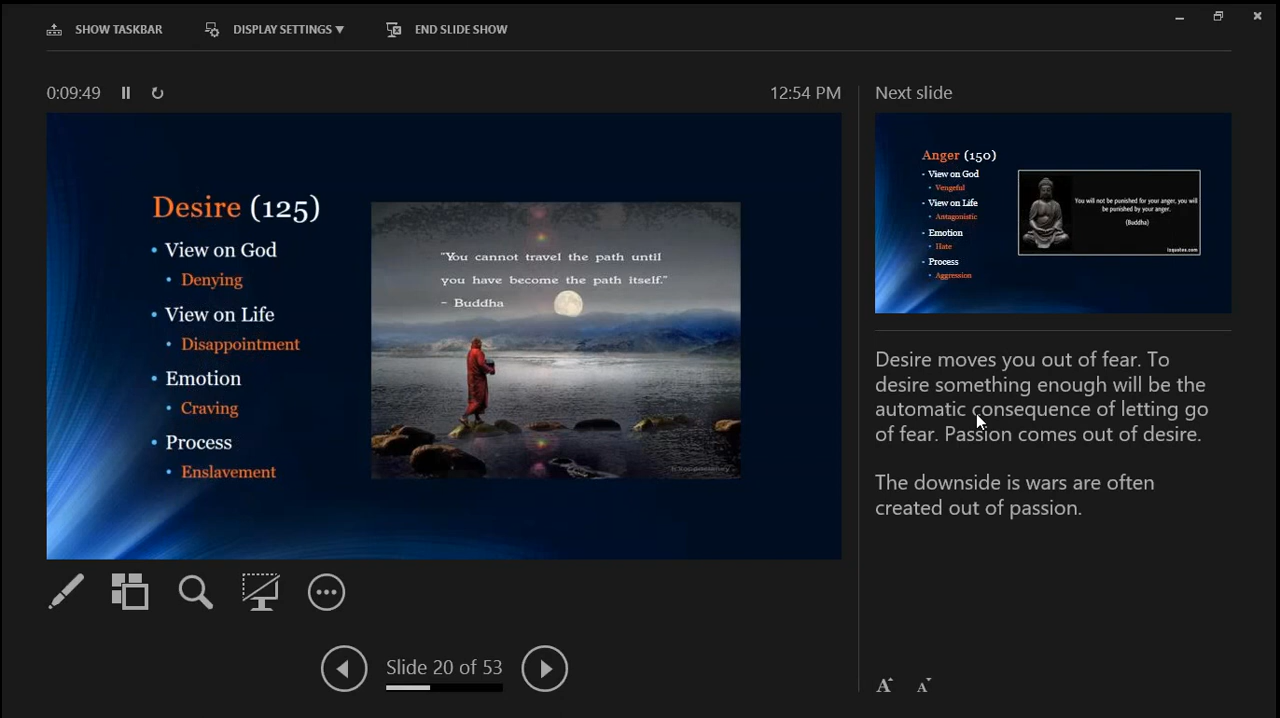 SHOW TASKBAR
DISPLAY SETTINGS ▼
END SLIDE SHOW
0:09:49
12:54 PM
Desire (125)
• View on God
• Denying
• View on Life
• Disappointment
• Emotion
• Craving
• Process
• Enslavement
"You cannot travel the path until
you have become the path itself."
- Buddha
Slide 20 of 53
Next slide
Anger (150)
- View on God
• Vengeful
- View on Life
• Antagonistic
- Emotion
• Hate
- Process
• Aggression
You will not be punished for your anger, you will
be punished by your anger.
(Buddha)
izquotes.com
Desire moves you out of fear. To
desire something enough will be the
automatic consequence of letting go
of fear. Passion comes out of desire.
The downside is wars are often
created out of passion.
A A